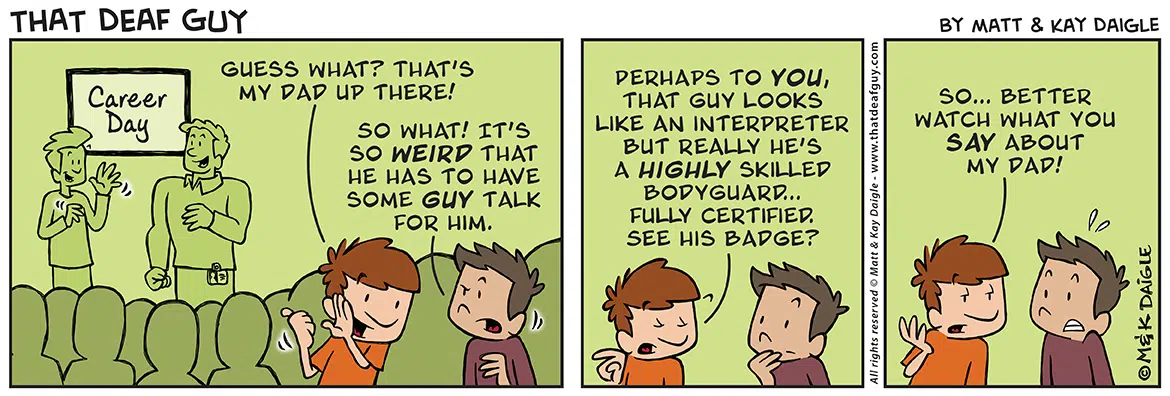 THAT DEAF GUY
BY MATT & KAY DAIGLE
Career
Day
GUESS WHAT? THAT'S
MY DAD UP THERE!
SO WHAT! IT'S
SO WEIRD THAT
HE HAS TO HAVE
SOME GUY TALK
FOR HIM.
PERHAPS TO YOU,
THAT GUY LOOKS
LIKE AN INTERPRETER
BUT REALLY HE'S
A HIGHLY SKILLED
BODYGUARD...
FULLY CERTIFIED.
SEE HIS BADGE?
All rights reserved © Matt & Kay Daigle - www.thatdeafguy.com
SO... BETTER
WATCH WHAT YOU
SAY ABOUT
MY DAD!
© M&K DAIGLE